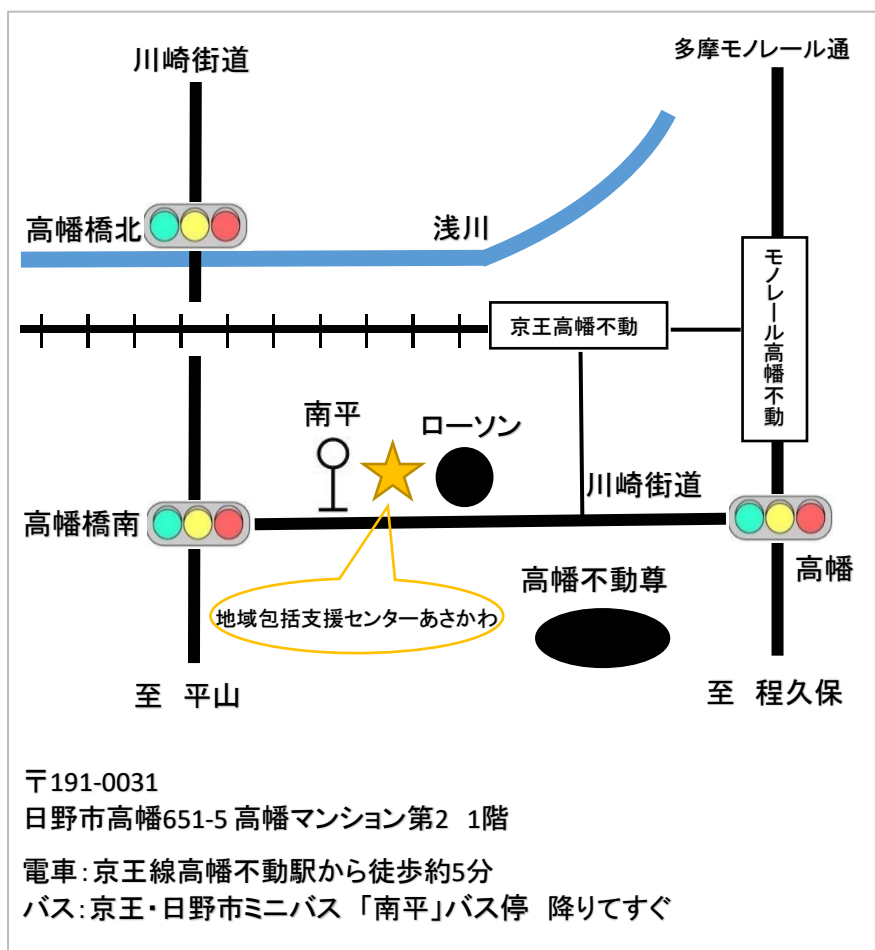 川崎街道
多摩モノレール通
高幡橋北
浅川
モノレール高幡不動
京王高幡不動
南平
ローソン
川崎街道
高幡橋南
高幡
高幡不動尊
地域包括支援センターあさかわ
至 平山
至 程久保
〒191-0031
日野市高幡651-5 高幡マンション第2 1階
電車:京王線高幡不動駅から徒歩約5分
バス:京王・日野市ミニバス 「南平」バス停 降りてすぐ